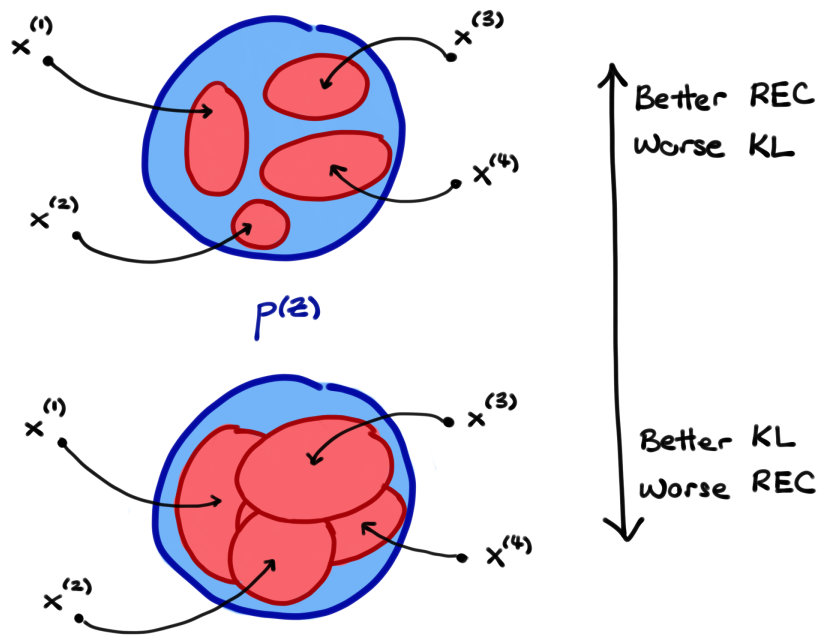 x^(1)
x^(3)
Better REC
Worse KL
x^(4)
x^(2)
p(z)
x^(1)
x^(3)
Better KL
Worse REC
x^(4)
x^(2)